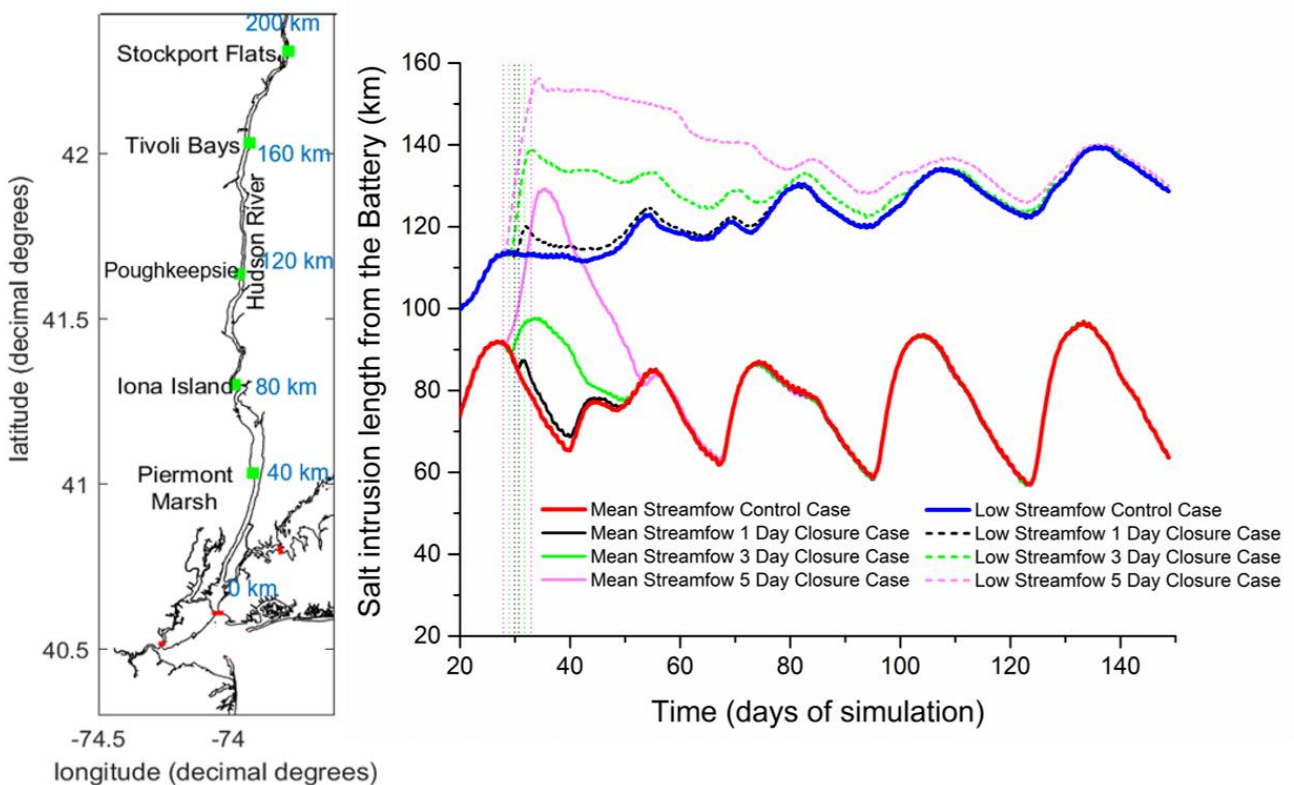 200 km
Stockport Flats
Tivoli Bays
160 km
42
Hudson River
120 km
Poughkeepsie
41.5
Iona Island
80 km
Piermont
Marsh
40 km
41
0 km
40.5
-74.5
-74
latitude (decimal degrees)
longitude (decimal degrees)
Salt intrusion length from the Battery (km)
160
140
120
100
80
60
40
20
Mean Streamfow Control Case
Mean Streamfow 1 Day Closure Case
Mean Streamfow 3 Day Closure Case
Mean Streamfow 5 Day Closure Case
Low Streamfow Control Case
Low Streamfow 1 Day Closure Case
Low Streamfow 3 Day Closure Case
Low Streamfow 5 Day Closure Case
20
40
60
80
100
120
140
Time (days of simulation)